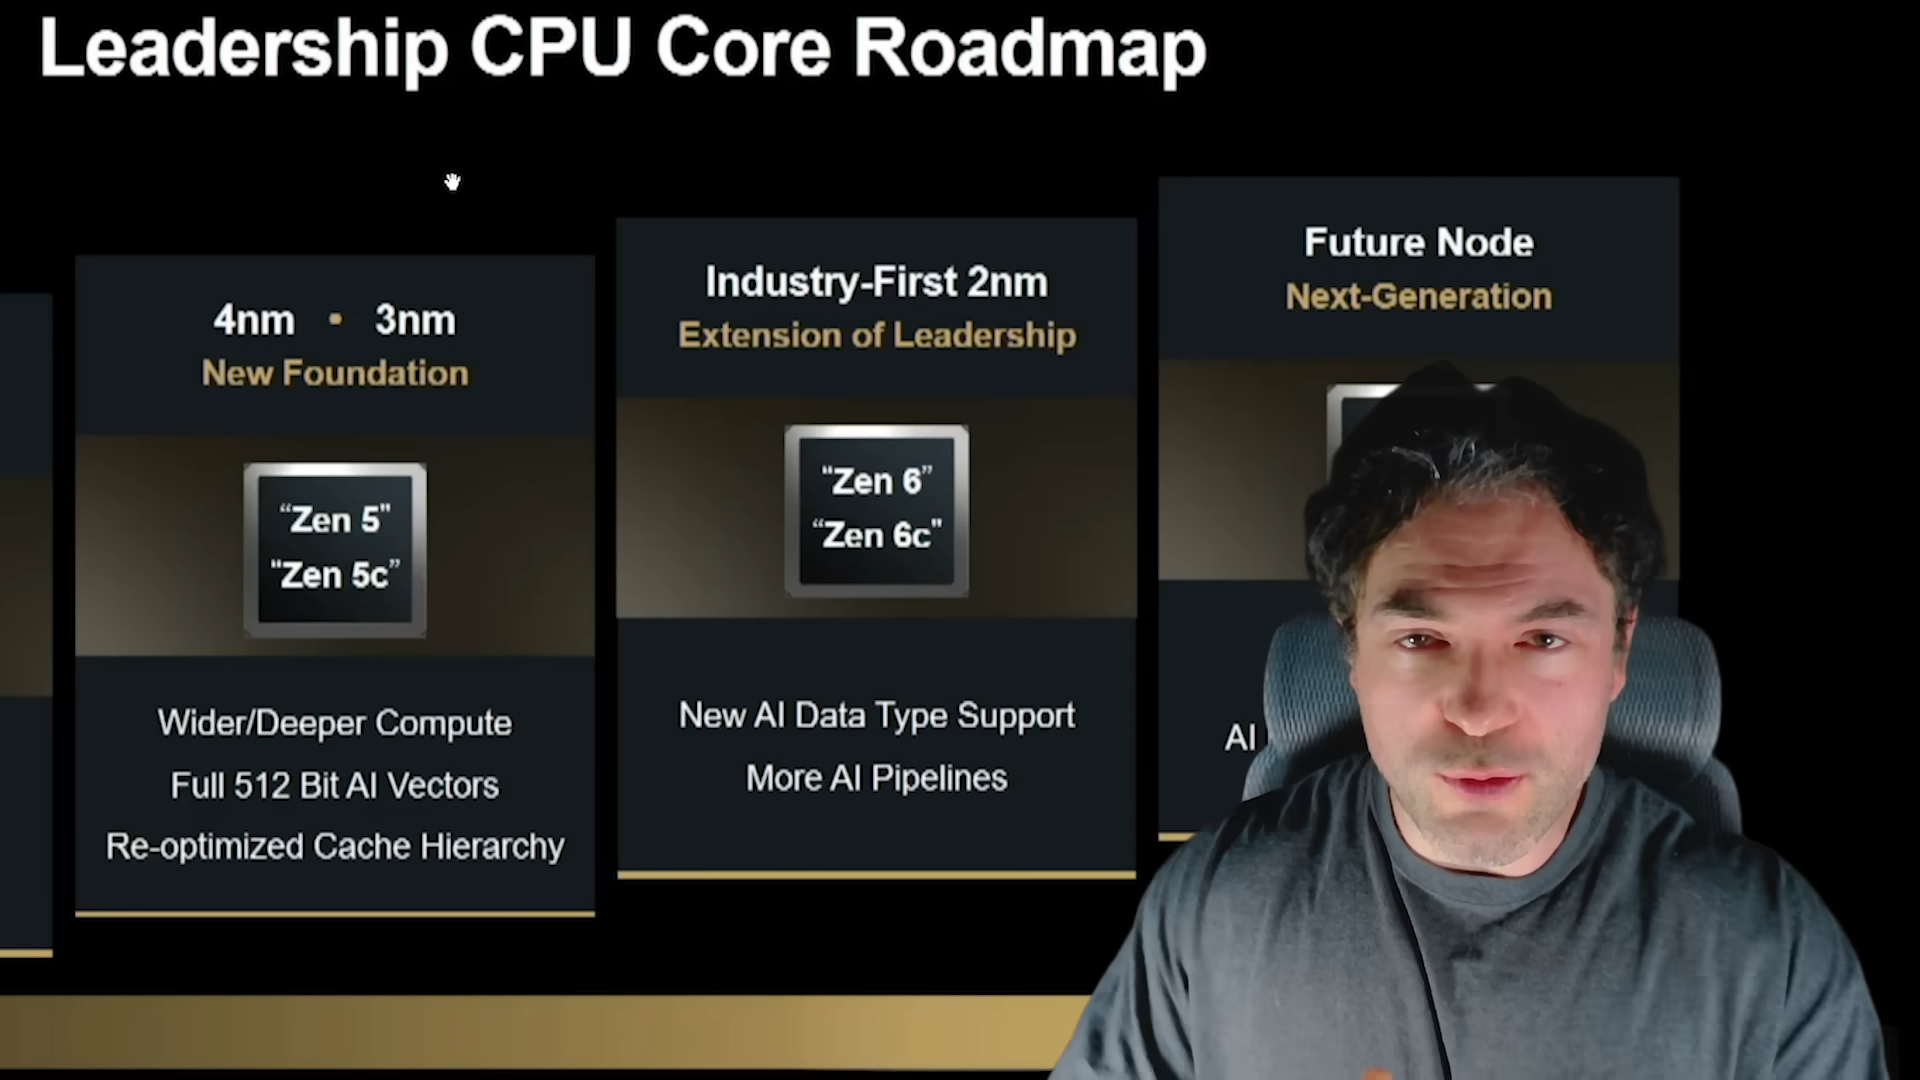 Leadership CPU Core Roadmap
4nm • 3nm
New Foundation
“Zen 5”
“Zen 5c”
Wider/Deeper Compute
Full 512 Bit AI Vectors
Re-optimized Cache Hierarchy
Industry-First 2nm
Extension of Leadership
“Zen 6”
“Zen 6c”
New AI Data Type Support
More AI Pipelines
Future Node
Next-Generation
AI